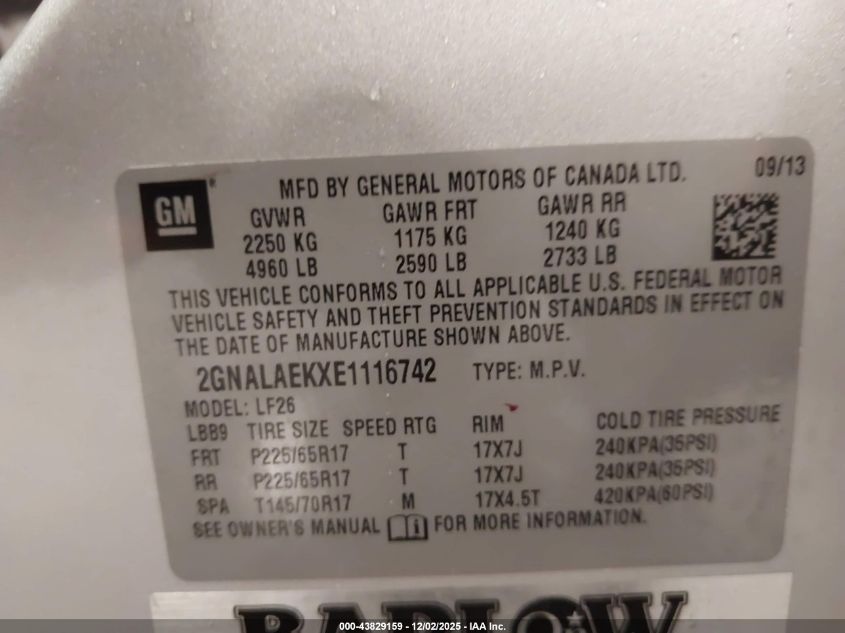 09/13
GM
MFD BY GENERAL MOTORS OF CANADA LTD.
GVWR GAWR FRT GAWR RR
2250 KG 1175 KG 1240 KG
4960 LB 2590 LB 2733 LB
THIS VEHICLE CONFORMS TO ALL APPLICABLE U.S. FEDERAL MOTOR
VEHICLE SAFETY AND THEFT PREVENTION STANDARDS IN EFFECT ON
THE DATE OF MANUFACTURE SHOWN ABOVE.
2GNALAEKXE1116742 TYPE: M.P.V.
MODEL: LF26
LBB9 TIRE SIZE SPEED RTG RIM COLD TIRE PRESSURE
FRT P225/65R17 T 17X7J 240KPA(35PSI)
RR P225/65R17 T 17X7J 240KPA(35PSI)
SPA T145/70R17 M 17X4.5T 420KPA(60PSI)
SEE OWNER'S MANUAL FOR MORE INFORMATION.
000-43829159 - 12/02/2025 - IAA Inc.